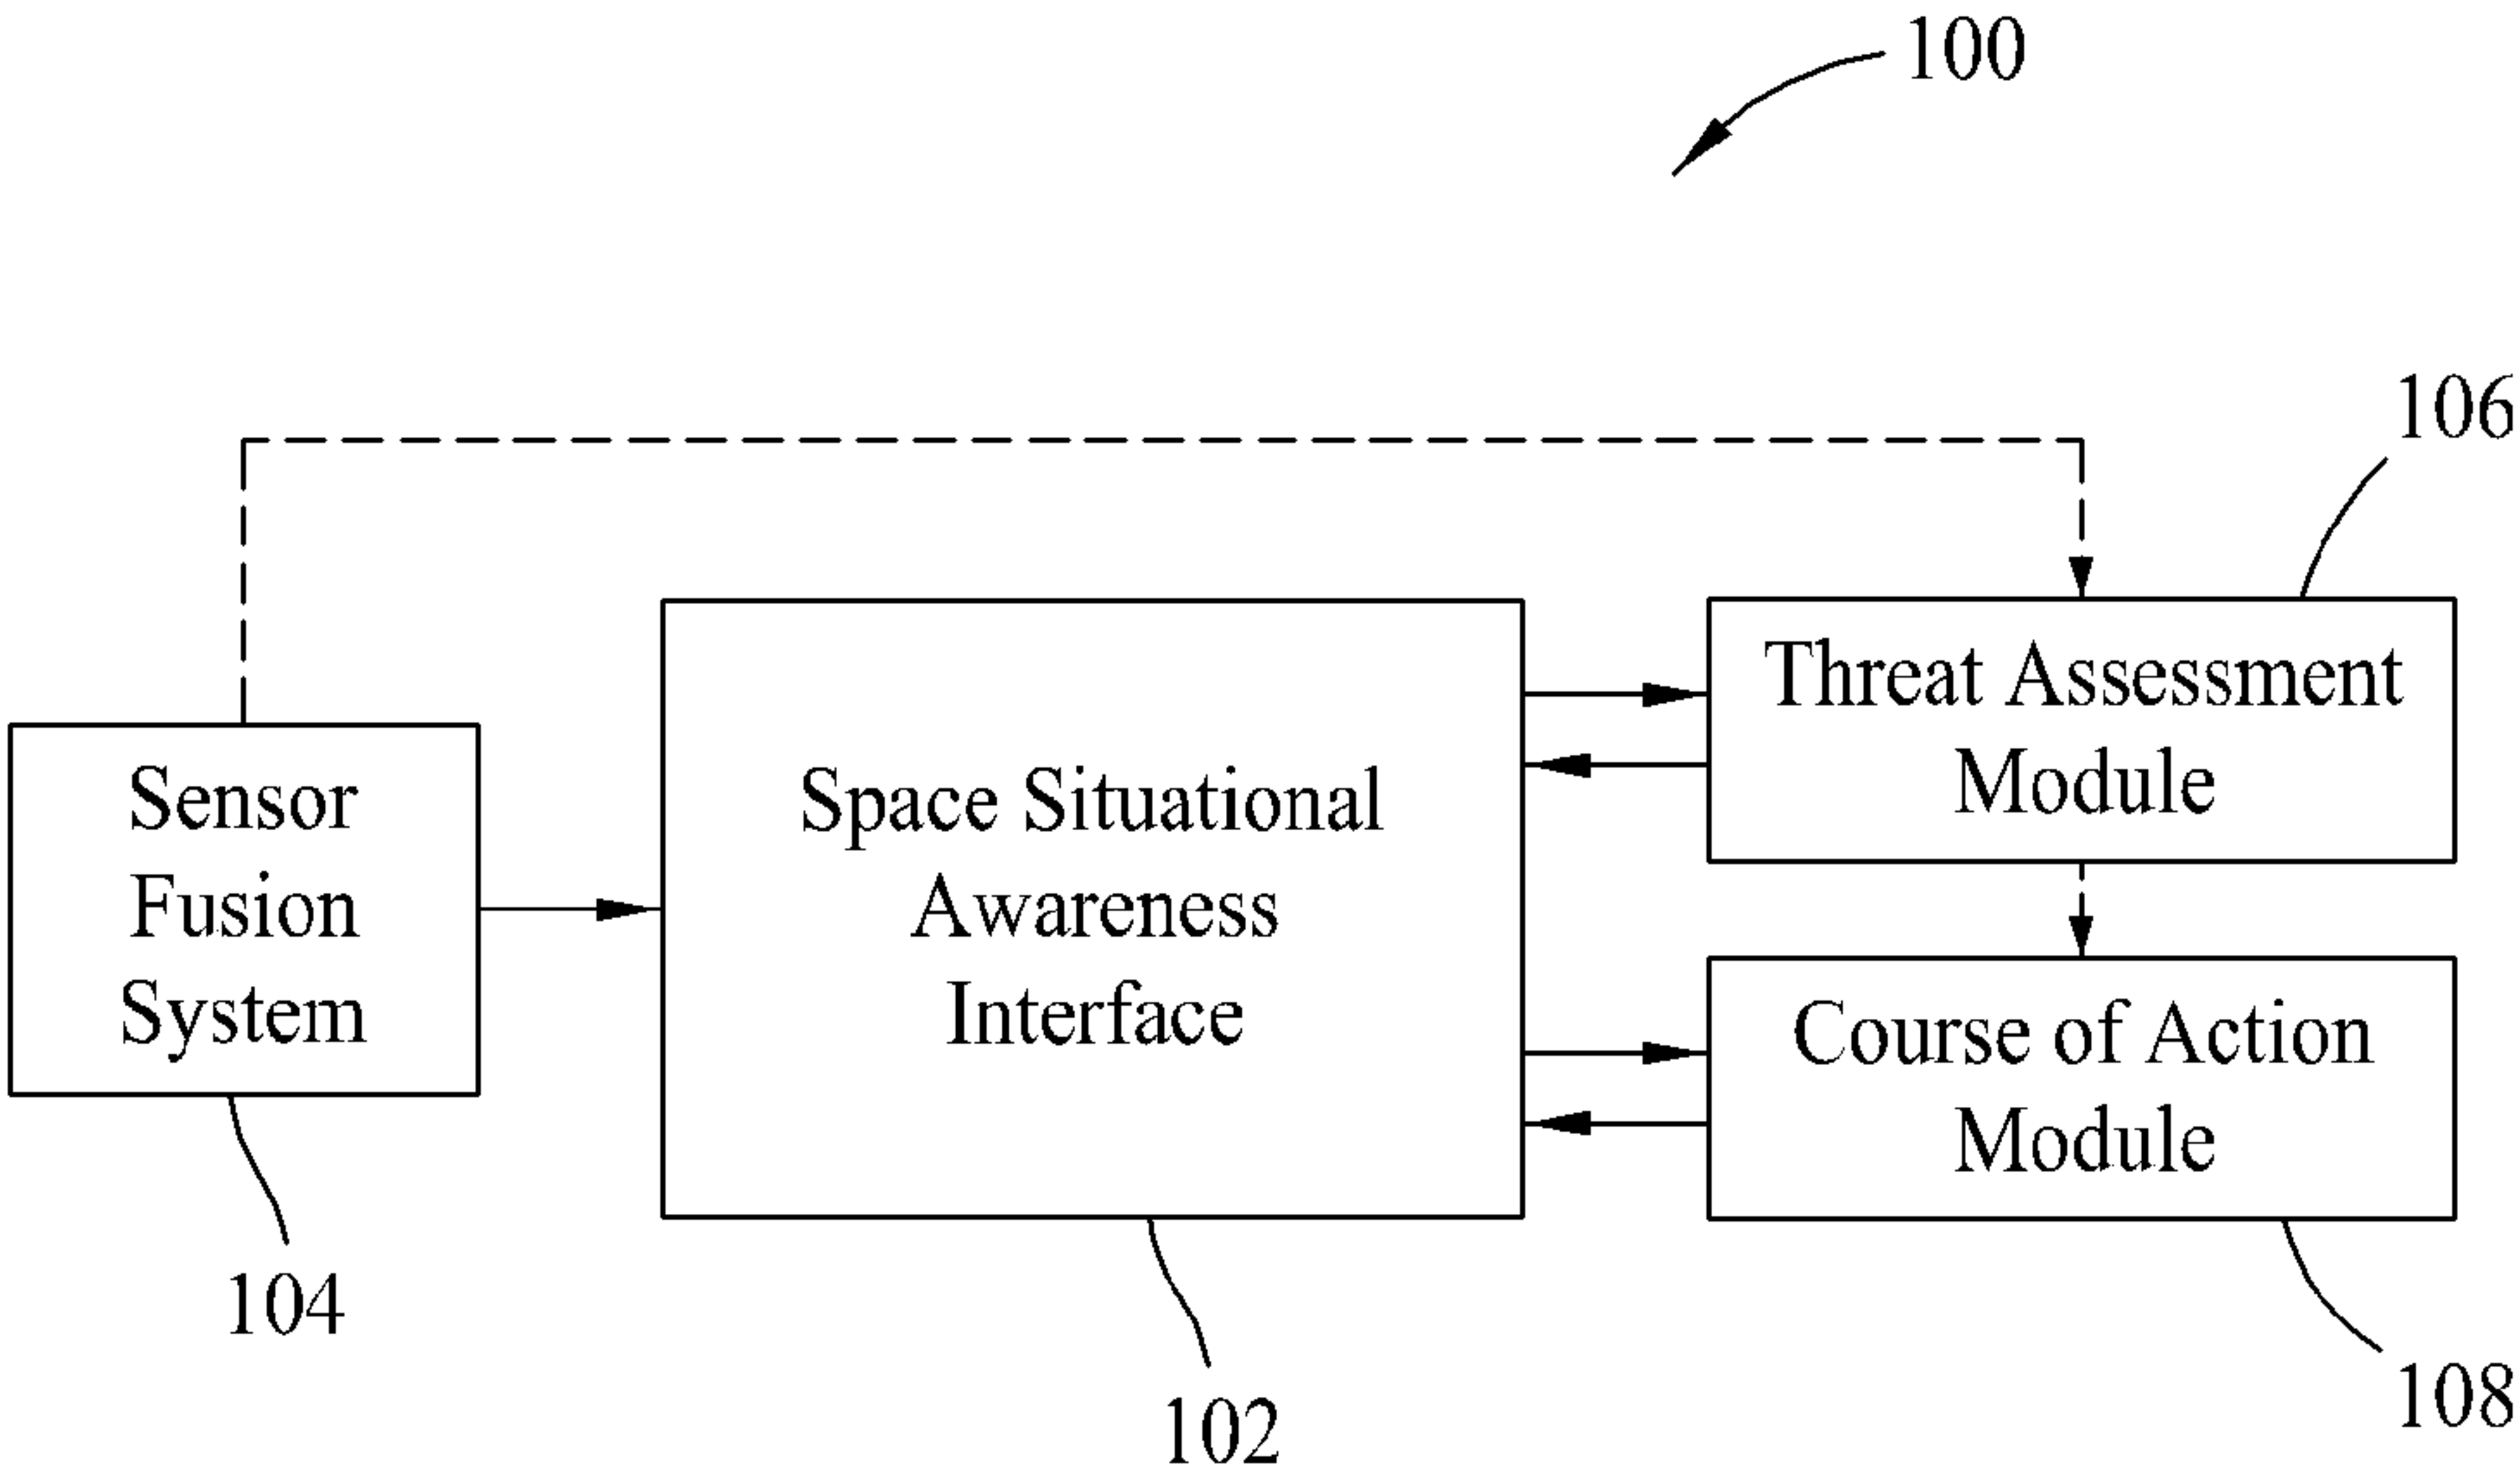 100
106
Threat Assessment
Module
Sensor
Fusion
System
Space Situational
Awareness
Interface
Course of Action
Module
104
102
108